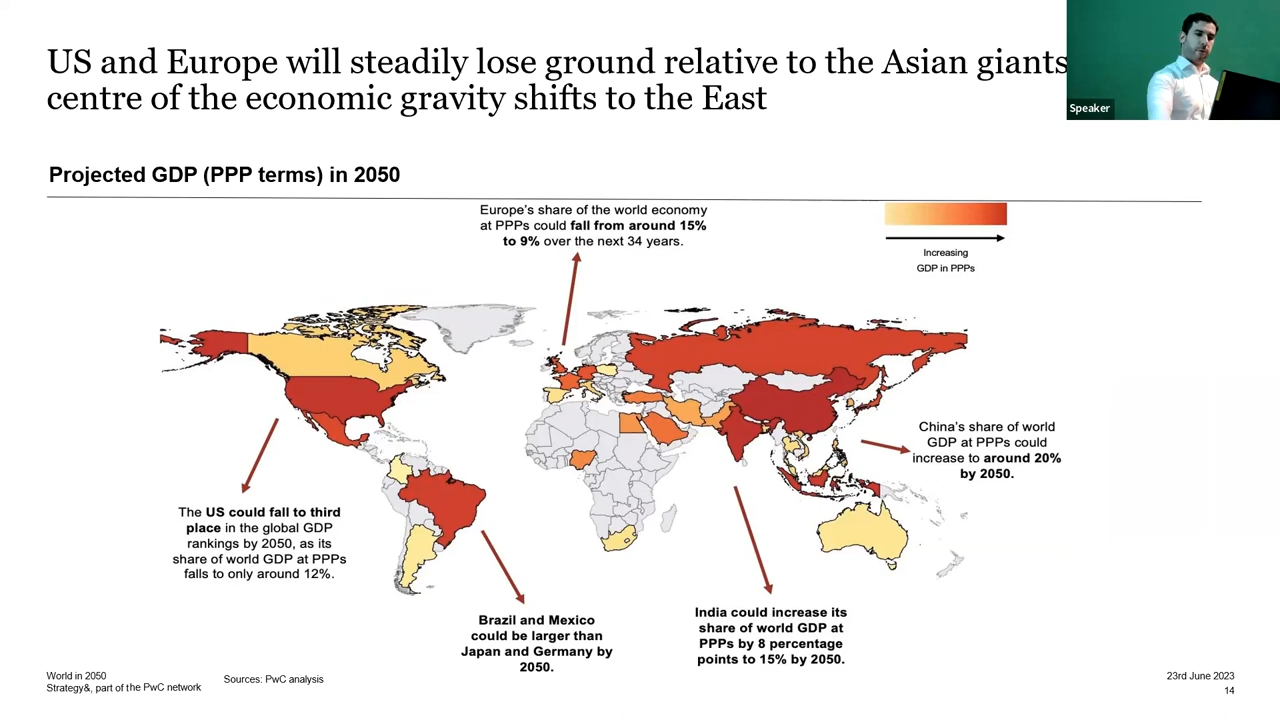 US and Europe will steadily lose ground relative to the Asian giants
centre of the economic gravity shifts to the East
Speaker
Projected GDP (PPP terms) in 2050
Europe's share of the world economy
at PPPs could fall from around 15%
to 9% over the next 34 years.
Increasing
GDP in PPPs
China's share of world
GDP at PPPs could
increase to around 20%
by 2050.
The US could fall to third
place in the global GDP
rankings by 2050, as its
share of world GDP at PPPs
falls to only around 12%.
Brazil and Mexico
could be larger than
Japan and Germany by
2050.
India could increase its
share of world GDP at
PPPs by 8 percentage
points to 15% by 2050.
World in 2050
Strategy&, part of the PwC network
Sources: PwC analysis
23rd June 2023
14